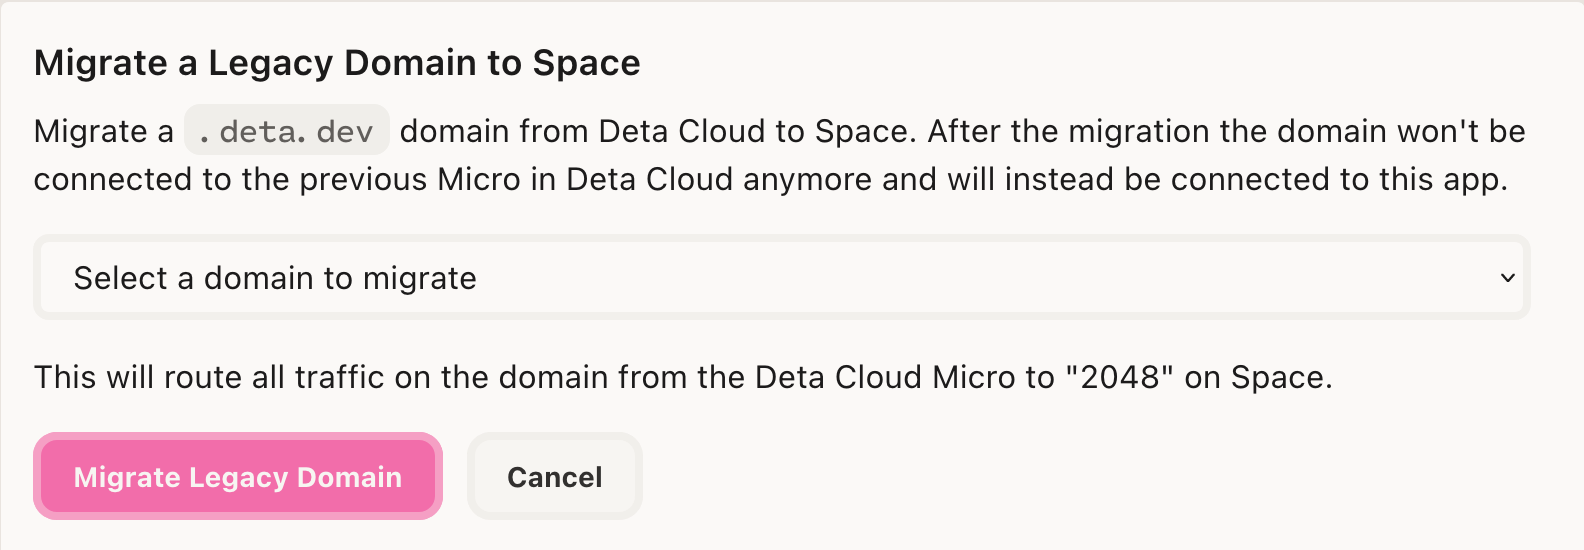 Migrate a Legacy Domain to Space
Migrate a .deta.dev domain from Deta Cloud to Space. After the migration the domain won't be
connected to the previous Micro in Deta Cloud anymore and will instead be connected to this app.
Select a domain to migrate
This will route all traffic on the domain from the Deta Cloud Micro to "2048" on Space.
Migrate Legacy Domain
Cancel